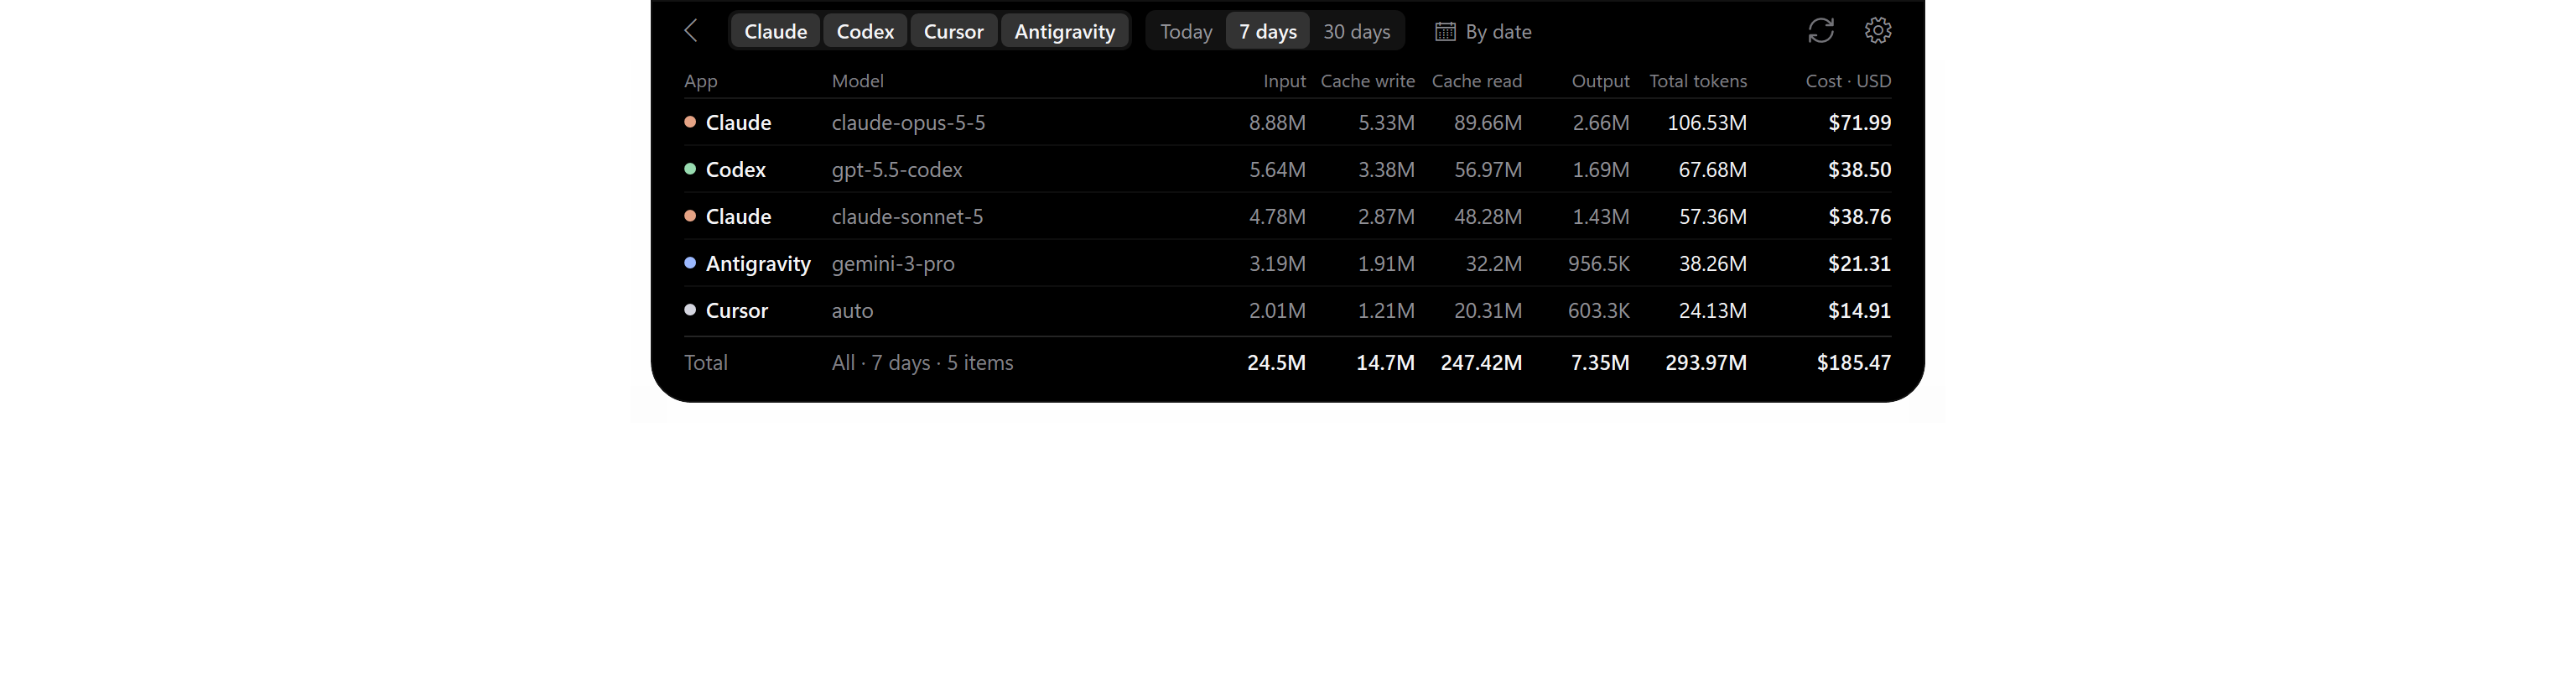 Claude Codex Cursor Antigravity Today 7 days 30 days By date
App Model Input Cache write Cache read Output Total tokens Cost · USD
Claude claude-opus-5-5 8.88M 5.33M 89.66M 2.66M 106.53M $71.99
Codex gpt-5.5-codex 5.64M 3.38M 56.97M 1.69M 67.68M $38.50
Claude claude-sonnet-5 4.78M 2.87M 48.28M 1.43M 57.36M $38.76
Antigravity gemini-3-pro 3.19M 1.91M 32.2M 956.5K 38.26M $21.31
Cursor auto 2.01M 1.21M 20.31M 603.3K 24.13M $14.91
Total All · 7 days · 5 items 24.5M 14.7M 247.42M 7.35M 293.97M $185.47